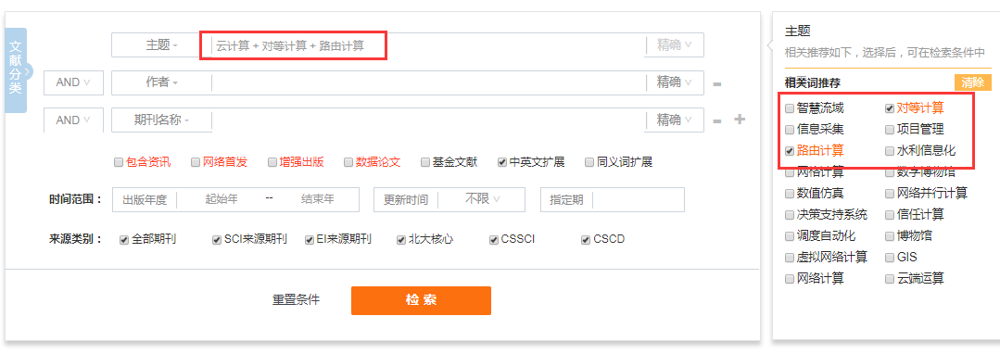 文献分类
主题
云计算 + 对等计算 + 路由计算
精确
AND
作者
精确
AND
期刊名称
精确
包含资讯 网络首发 增强出版 数据论文 基金文献 中英文扩展 同义词扩展
时间范围： 出版年度 起始年 -- 结束年 更新时间 不限 指定期
来源类别： 全部期刊 SCI来源期刊 EI来源期刊 北大核心 CSSCI CSCD
重置条件 检 索
主题
相关推荐如下，选择后，可在检索条件中
相关词推荐 清除
智慧流域 对等计算
信息采集 项目管理
路由计算 水利信息化
网格计算 数字博物馆
数值仿真 网络并行计算
决策支持系统 信任计算
调度自动化 博物馆
虚拟网络计算 GIS
网络计算 云端运算